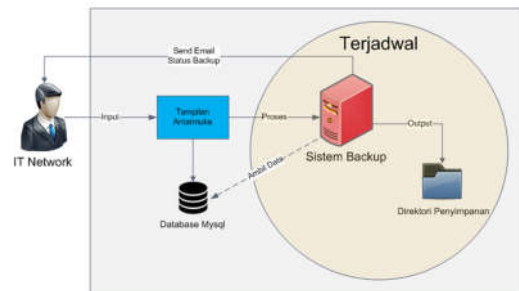 Send Email
Status Backup
Terjadwal
Input
Tampilan
Antarmuka
Proses
Output
IT Network
Sistem Backup
Ambil Data
Database Mysql
Direktori Penyimpanan